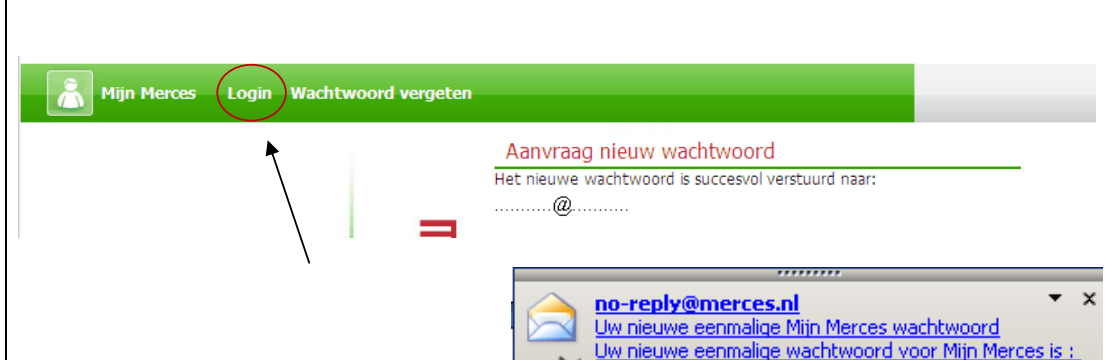 Mijn Merces Login Wachtwoord vergeten
Aanvraag nieuw wachtwoord
Het nieuwe wachtwoord is succesvol verstuurd naar:
...........@...........
no-reply@merces.nl
Uw nieuwe eenmalige Mijn Merces wachtwoord
Uw nieuwe eenmalige wachtwoord voor Mijn Merces is :